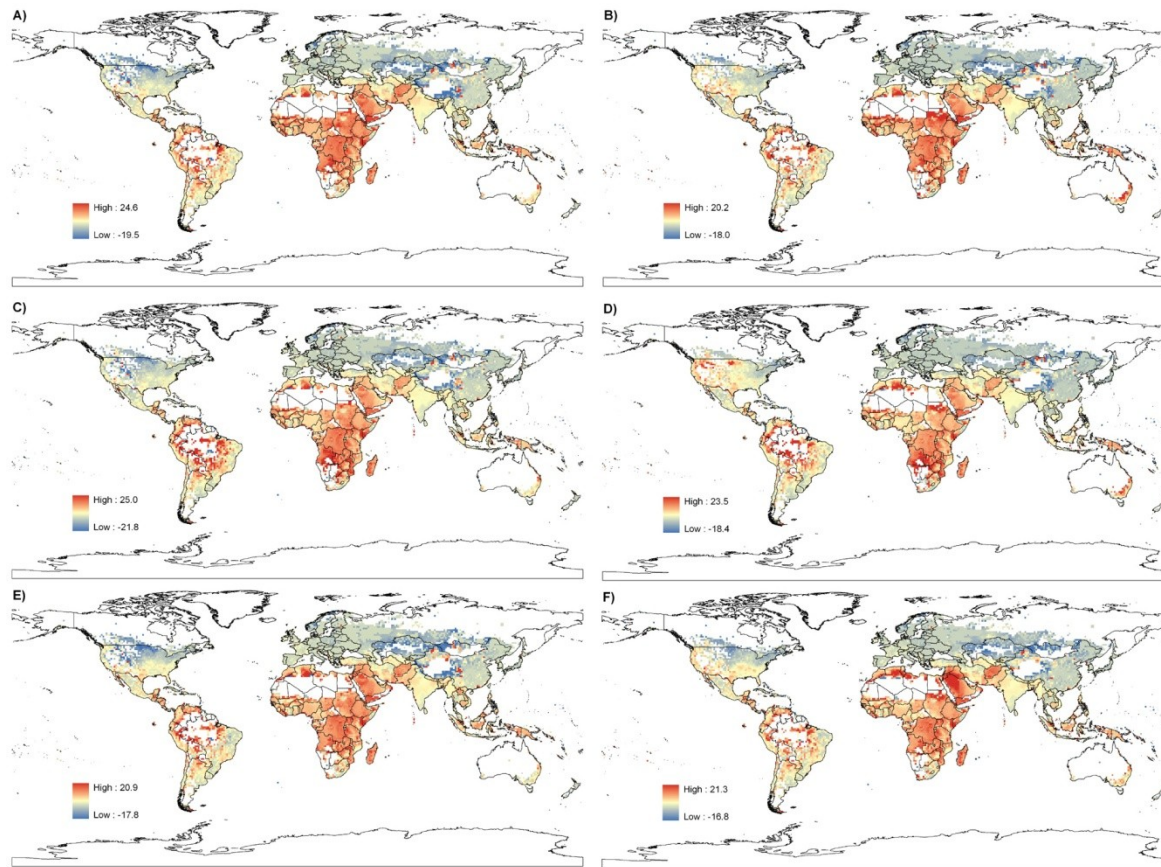 A)
B)
High : 24.6
Low : -19.5
High : 20.2
Low : -18.0
C)
D)
High : 25.0
Low : -21.8
High : 23.5
Low : -18.4
E)
F)
High : 20.9
Low : -17.8
High : 21.3
Low : -16.8